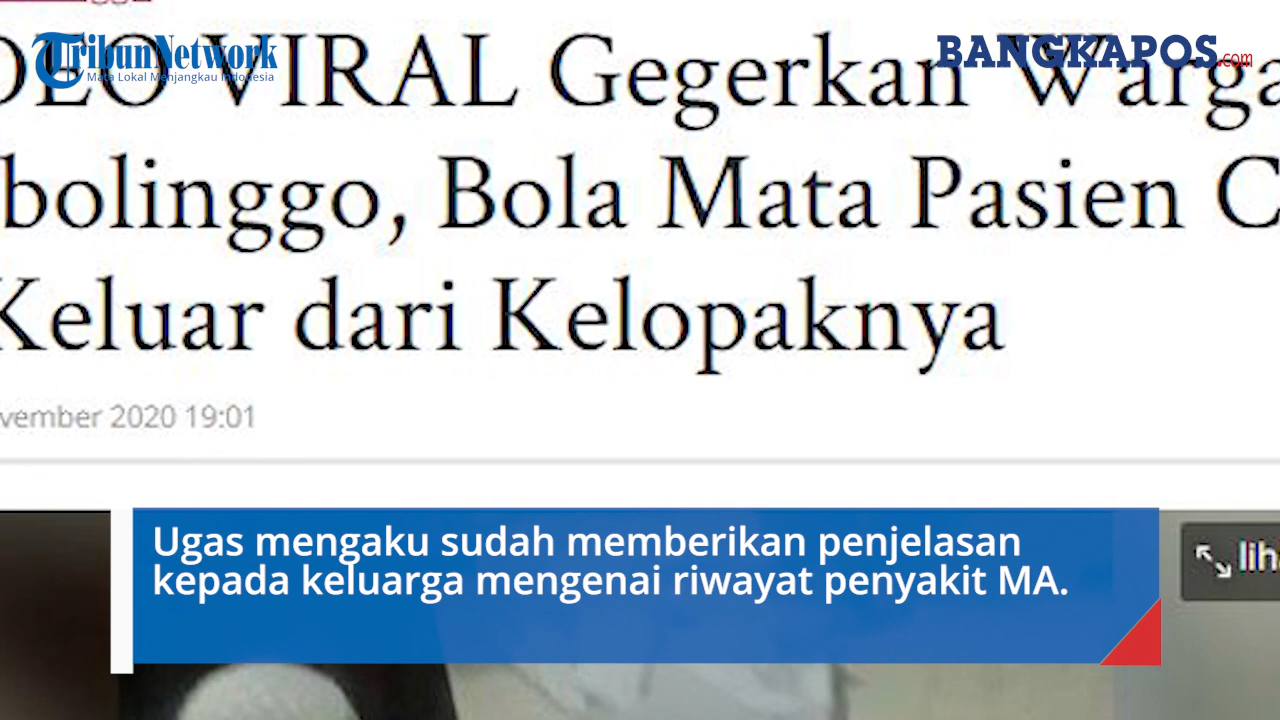 TribunNetwork
Mata Lokal Menjangkau Indonesia
BANGKAPOS.com
VIRAL Gegerkan Warga
bolinggo, Bola Mata Pasien C
Keluar dari Kelopaknya
vember 2020 19:01
Ugas mengaku sudah memberikan penjelasan
kepada keluarga mengenai riwayat penyakit MA.
lih